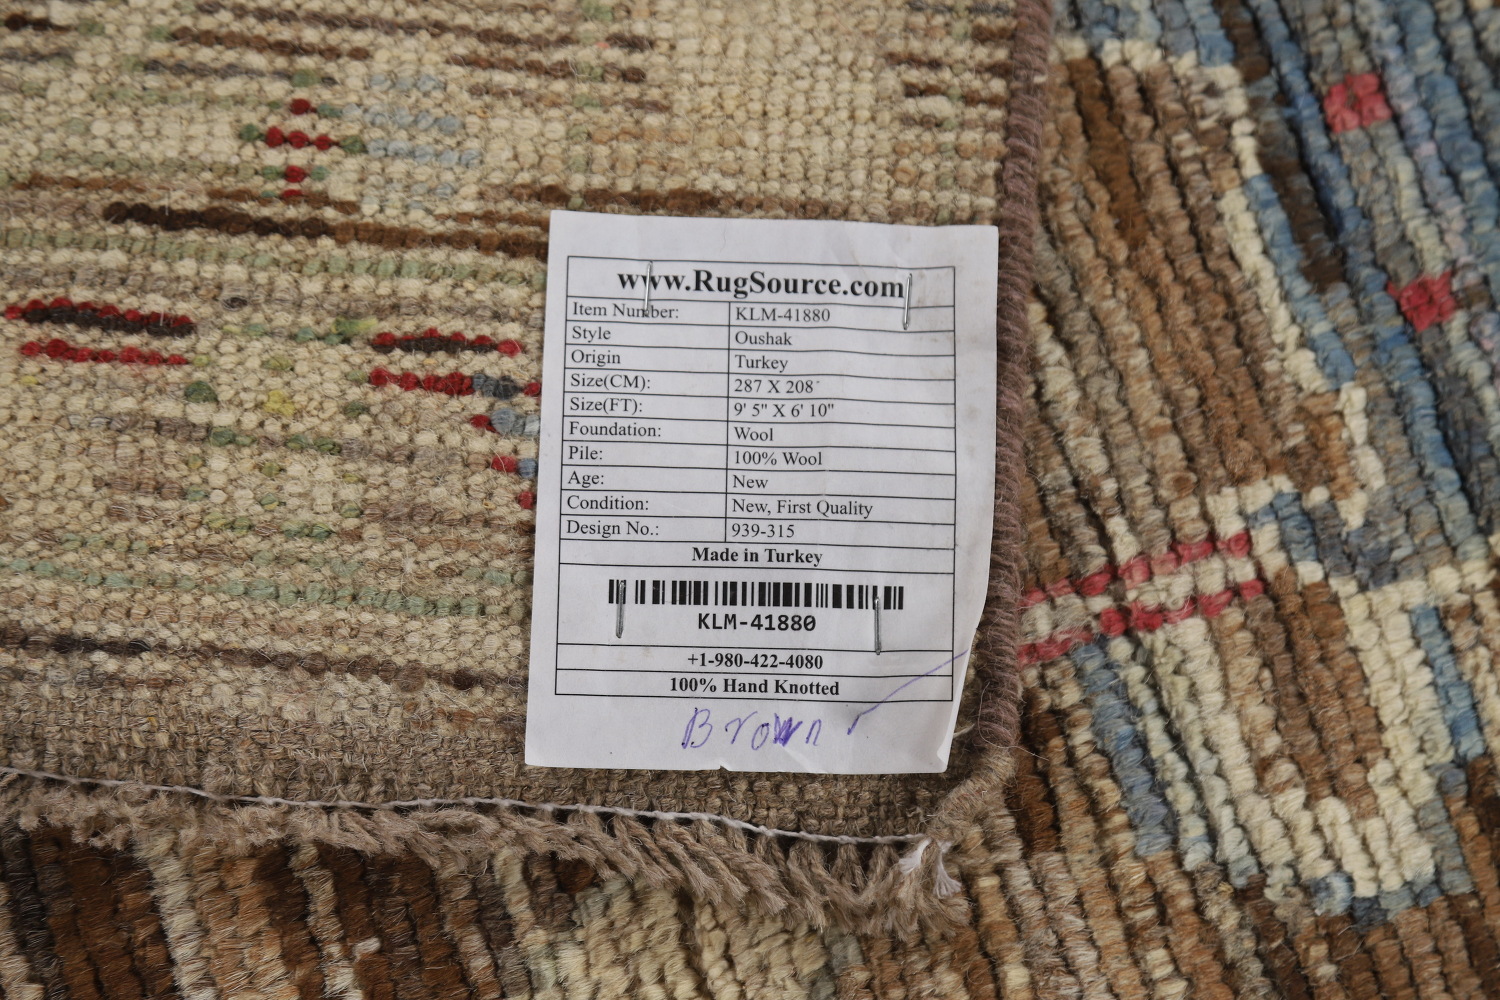 www.RugSource.com
Item Number: KLM-41880
Style Oushak
Origin Turkey
Size(CM): 287 X 208
Size(FT): 9' 5" X 6' 10"
Foundation: Wool
Pile: 100% Wool
Age: New
Condition: New, First Quality
Design No.: 939-315
Made in Turkey
KLM-41880
+1-980-422-4080
100% Hand Knotted
Brown